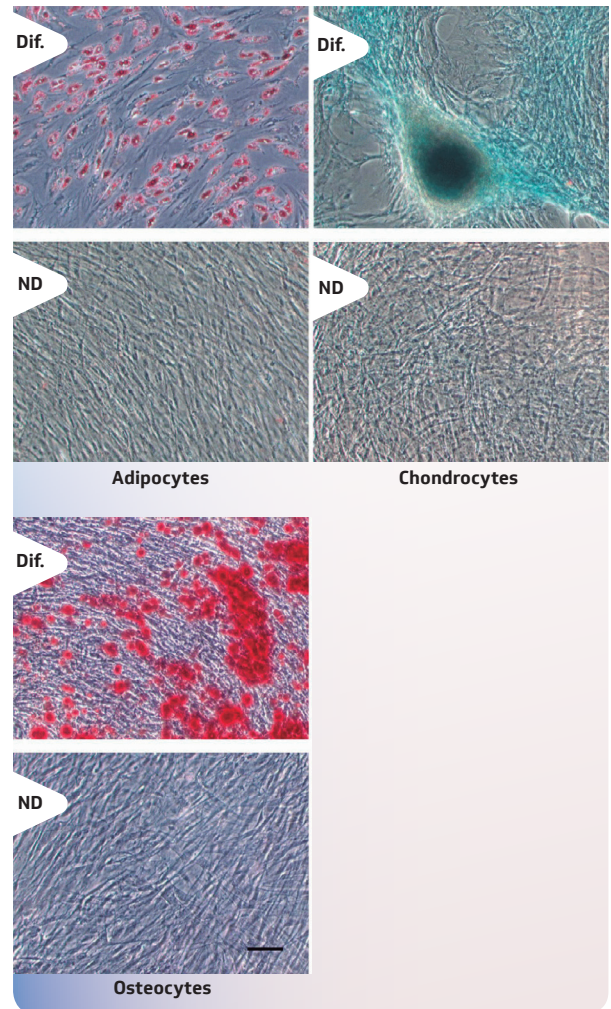 Dif.
Dif.
ND
ND
Adipocytes
Chondrocytes
Dif.
ND
Osteocytes